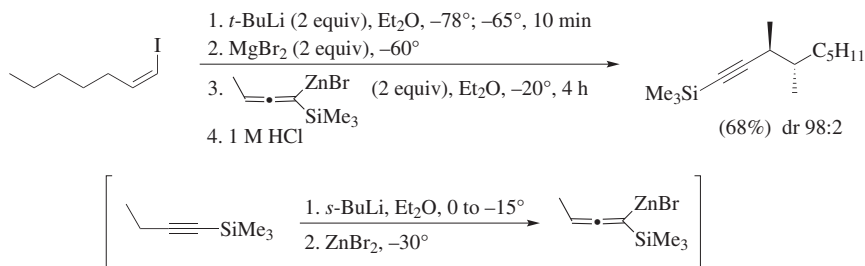 1. t-BuLi (2 equiv), Et₂O, –78°; –65°, 10 min
2. MgBr₂ (2 equiv), –60°
3. ZnBr SiMe₃ (2 equiv), Et₂O, –20°, 4 h
4. 1 M HCl
I
C₅H₁₁
Me₃Si
(68%) dr 98:2
SiMe₃
1. s-BuLi, Et₂O, 0 to –15°
2. ZnBr₂, –30°
ZnBr
SiMe₃